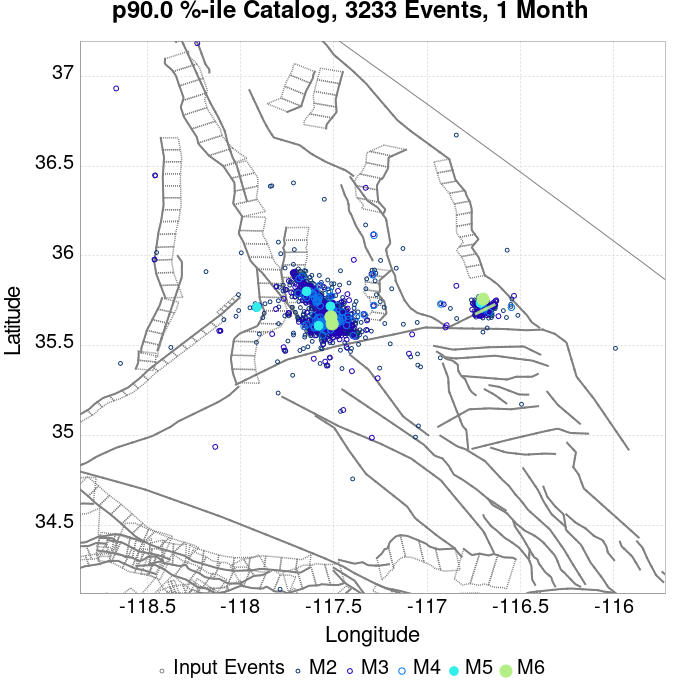 p90.0 %-ile Catalog, 3233 Events, 1 Month
37
36.5
36
35.5
35
34.5
Latitude
-118.5 -118 -117.5 -117 -116.5 -116
Longitude
Input Events M2 M3 M4 M5 M6